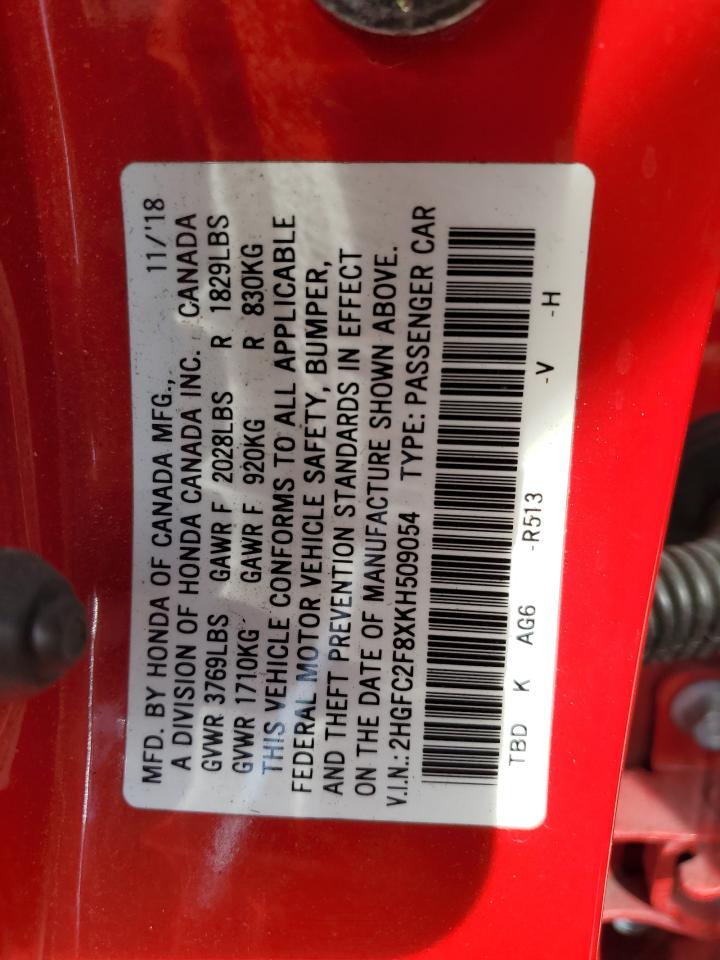 MFD. BY HONDA OF CANADA MFG., 11/'18
A DIVISION OF HONDA CANADA INC. CANADA
GVWR 3769LBS GAWR F 2028LBS R 1829LBS
GVWR 1710KG GAWR F 920KG R 830KG
THIS VEHICLE CONFORMS TO ALL APPLICABLE
FEDERAL MOTOR VEHICLE SAFETY, BUMPER,
AND THEFT PREVENTION STANDARDS IN EFFECT
ON THE DATE OF MANUFACTURE SHOWN ABOVE.
V.I.N.: 2HGFC2F8XKH509054 TYPE: PASSENGER CAR
TBD K AG6 -R513 -V -H